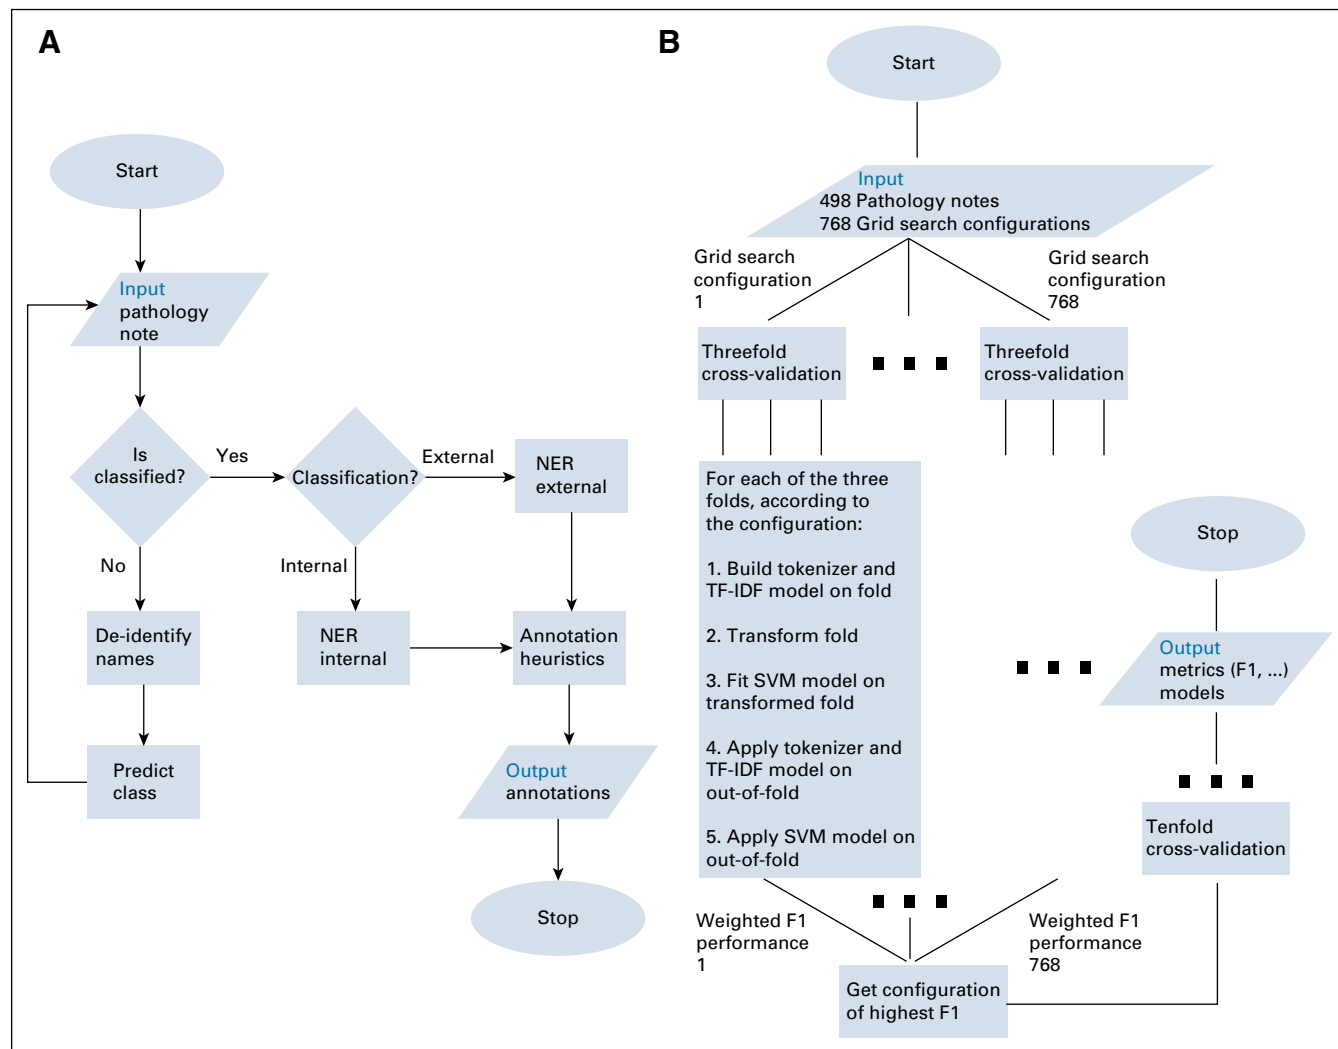 A
Start
Input
pathology
note
Is
classified?
Yes
Classification?
External
NER
external
No
Internal
De-identify
names
NER
internal
Annotation
heuristics
Predict
class
Output
annotations
Stop
B
Start
Input
498 Pathology notes
768 Grid search configurations
Grid search
configuration
1
Grid search
configuration
768
Threefold
cross-validation
Threefold
cross-validation
For each of the three
folds, according to
the configuration:
1. Build tokenizer and
TF-IDF model on fold
2. Transform fold
3. Fit SVM model on
transformed fold
4. Apply tokenizer and
TF-IDF model on
out-of-fold
5. Apply SVM model on
out-of-fold
Weighted F1
performance
1
Weighted F1
performance
768
Get configuration
of highest F1
Tenfold
cross-validation
Output
metrics (F1, ...)
models
Stop